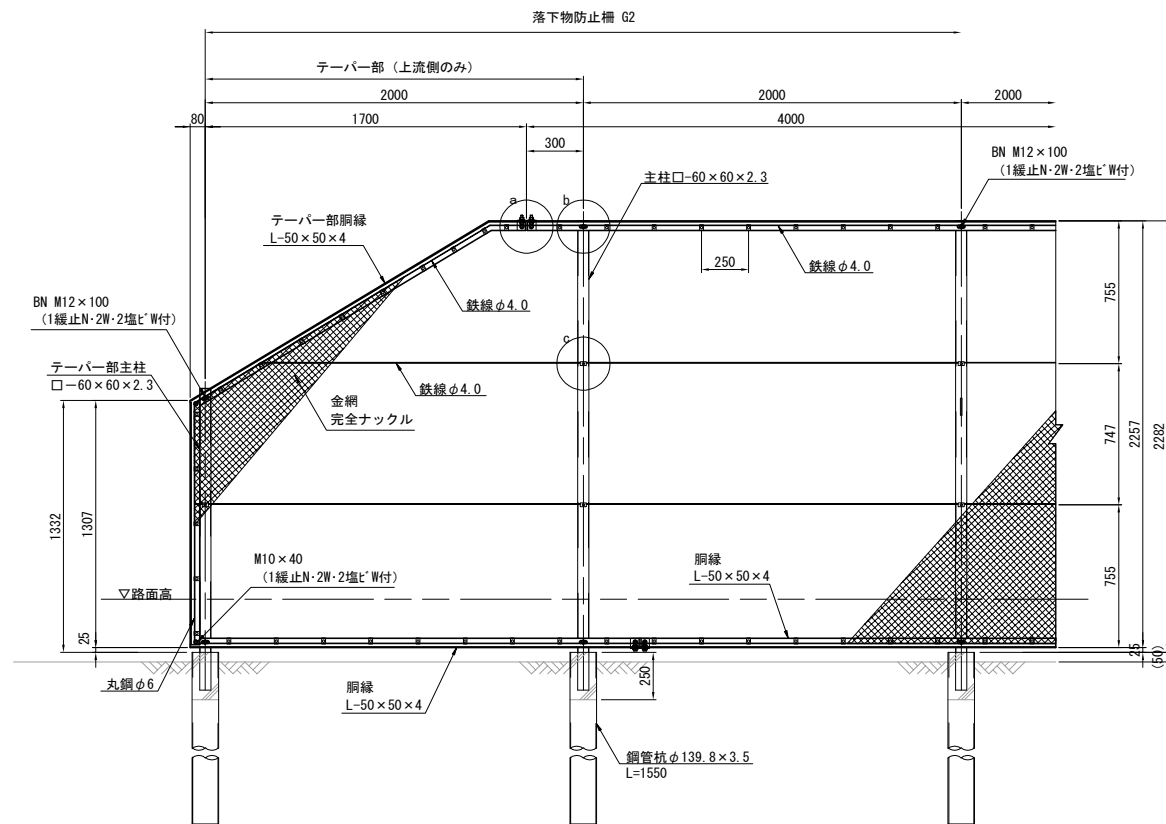 落下物防止柵 G2
テーパー部（上流側のみ）
2000
2000
2000
80
1700
4000
300
BN M12×100
（1緩止N・2W・2塩ﾋﾞW付）
主柱□-60×60×2.3
a
b
テーパー部胴縁
L-50×50×4
250
鉄線φ4.0
鉄線φ4.0
755
BN M12×100
（1緩止N・2W・2塩ﾋﾞW付）
c
テーパー部主柱
□－60×60×2.3
鉄線φ4.0
金網
完全ナックル
747
2257
2282
1332
1307
M10×40
（1緩止N・2W・2塩ﾋﾞW付）
胴縁
L-50×50×4
755
▽路面高
25
25
(50)
丸鋼φ6
胴縁
L-50×50×4
250
鋼管杭φ139.8×3.5
L=1550